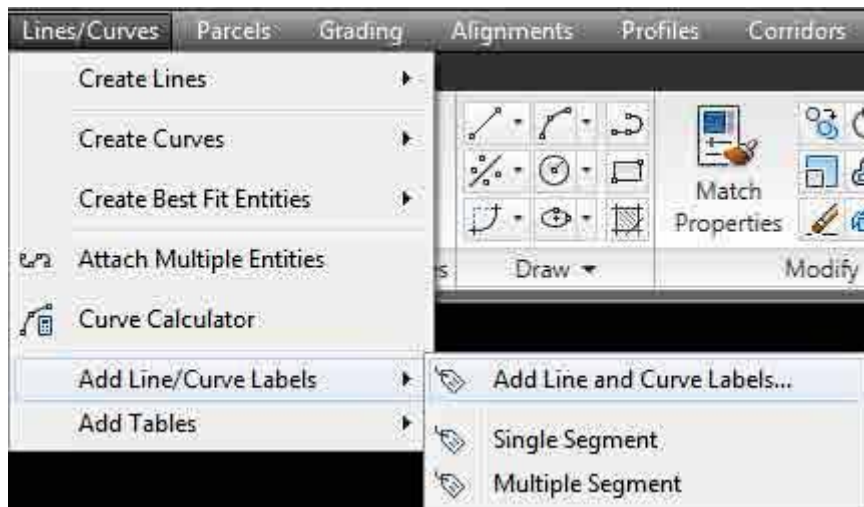 Lines/Curves Parcels Grading Alignments Profiles Corridors
Create Lines
Create Curves
Create Best Fit Entities
Attach Multiple Entities
Curve Calculator
Add Line/Curve Labels
Add Tables
Match
Properties
Draw
Modify
Add Line and Curve Labels...
Single Segment
Multiple Segment